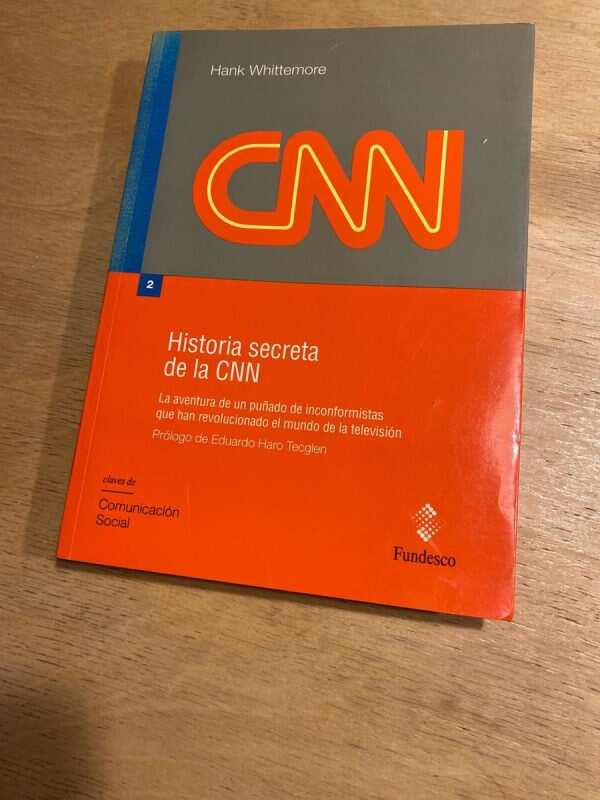 Hank Whittemore
CNN
2
Historia secreta
de la CNN
La aventura de un puñado de inconformistas
que han revolucionado el mundo de la televisión
Prólogo de Eduardo Haro Tecglen
claves de
Comunicación
Social
Fundesco